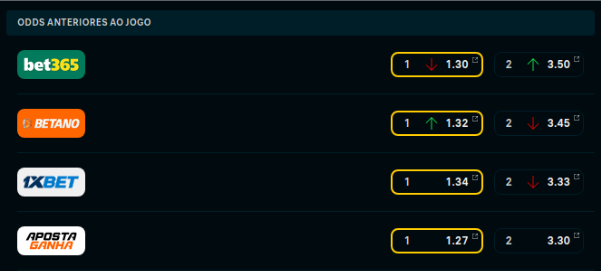 ODDS ANTERIORES AO JOGO
bet365 1 1.30 2 3.50
BETANO 1 1.32 2 3.45
1XBET 1 1.34 2 3.33
APOSTA
GANHA 1 1.27 2 3.30